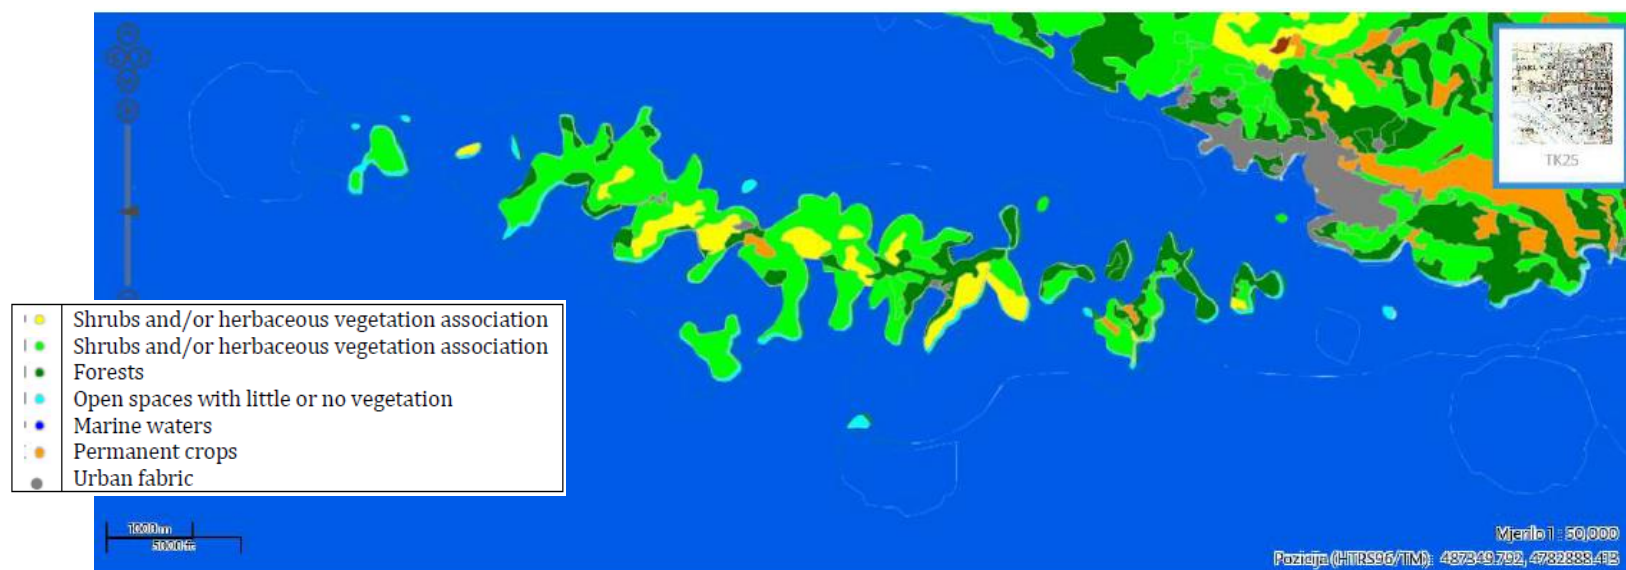 TK25
Shrubs and/or herbaceous vegetation association
Shrubs and/or herbaceous vegetation association
Forests
Open spaces with little or no vegetation
Marine waters
Permanent crops
Urban fabric
1000 m
5000 ft
Mjerilo 1 : 50,000
Pozicija (HTRS96/TM): 487349.792, 4782888.413